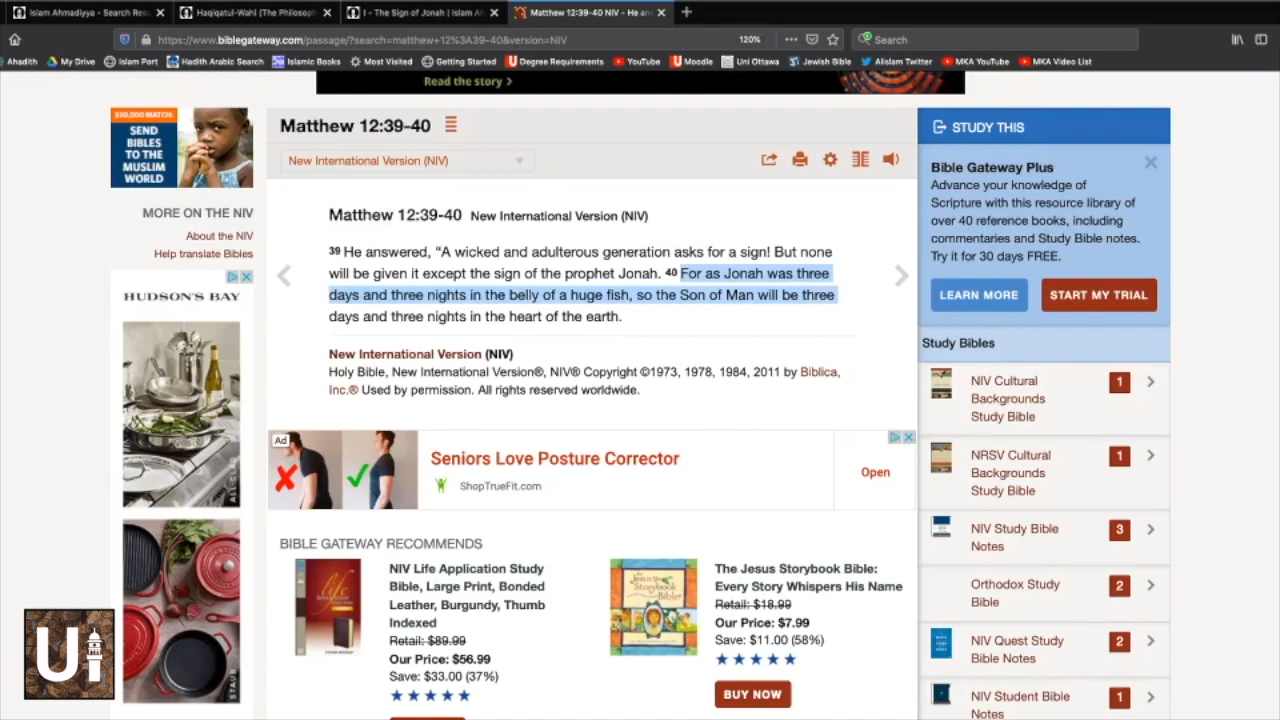 Islam Ahmadiyya - Search Res
Haqiqatul-Wahi (The Philosoph
I - The Sign of Jonah | Islam Ah
Matthew 12:39-40 NIV - He an
https://www.biblegateway.com/passage/?search=matthew+12%3A39-40&version=NIV
120%
Search
Ahadith
My Drive
Islam Port
Hadith Arabic Search
Islamic Books
Most Visited
Getting Started
Degree Requirements
YouTube
Moodle
Uni Ottawa
Jewish Bible
Alislam Twitter
MKA YouTube
MKA Video List
Read the story >
$10,000 MATCH:
SEND
BIBLES
TO THE
MUSLIM
WORLD
MORE ON THE NIV
About the NIV
Help translate Bibles
HUDSON'S BAY
ALL-CLAD
STAUB
Matthew 12:39-40
New International Version (NIV)
Matthew 12:39-40 New International Version (NIV)
39 He answered, “A wicked and adulterous generation asks for a sign! But none
will be given it except the sign of the prophet Jonah. 40 For as Jonah was three
days and three nights in the belly of a huge fish, so the Son of Man will be three
days and three nights in the heart of the earth.
New International Version (NIV)
Holy Bible, New International Version®, NIV® Copyright ©1973, 1978, 1984, 2011 by Biblica,
Inc.® Used by permission. All rights reserved worldwide.
Ad
Seniors Love Posture Corrector
ShopTrueFit.com
Open
BIBLE GATEWAY RECOMMENDS
NIV Life Application Study
Bible, Large Print, Bonded
Leather, Burgundy, Thumb
Indexed
Retail: $89.99
Our Price: $56.99
Save: $33.00 (37%)
The Jesus Storybook Bible:
Every Story Whispers His Name
Retail: $18.99
Our Price: $7.99
Save: $11.00 (58%)
BUY NOW
STUDY THIS
Bible Gateway Plus
Advance your knowledge of
Scripture with this resource library of
over 40 reference books, including
commentaries and Study Bible notes.
Try it for 30 days FREE.
LEARN MORE
START MY TRIAL
Study Bibles
NIV Cultural
Backgrounds
Study Bible
1
NRSV Cultural
Backgrounds
Study Bible
1
NIV Study Bible
Notes
3
Orthodox Study
Bible
2
NIV Quest Study
Bible Notes
2
NIV Student Bible
Notes
1
U